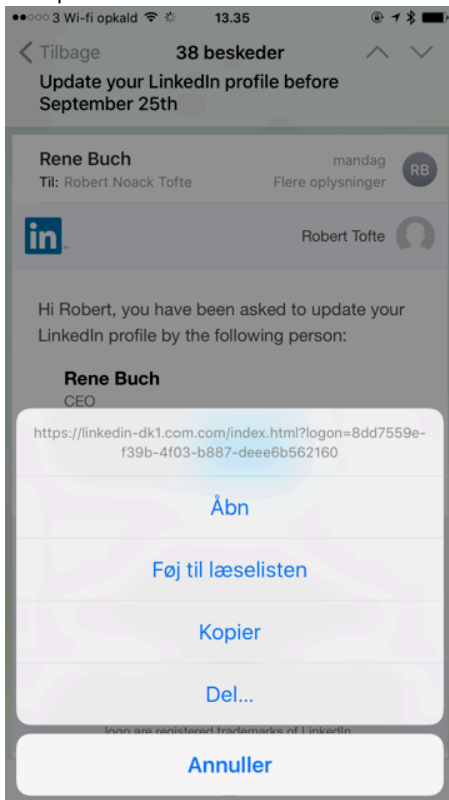 3 Wi-fi opkald 13.35
Tilbage 38 beskeder
Update your LinkedIn profile before
September 25th
Rene Buch mandag
RB
Til: Robert Noack Tofte Flere oplysninger
in Robert Tofte
Hi Robert, you have been asked to update your
LinkedIn profile by the following person:
Rene Buch
CEO
https://linkedin-dk1.com.com/index.html?logon=8dd7559e-
f39b-4f03-b887-deee6b562160
Åbn
Føj til læselisten
Kopier
Del...
logo are registered trademarks of LinkedIn
Annuller